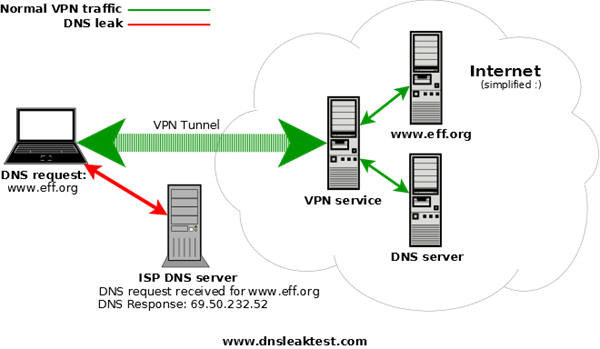 Normal VPN traffic
DNS leak
Internet
(simplified :)
VPN Tunnel
www.eff.org
DNS request:
www.eff.org
VPN service
DNS server
ISP DNS server
DNS request received for www.eff.org
DNS Response: 69.50.232.52
www.dnsleaktest.com